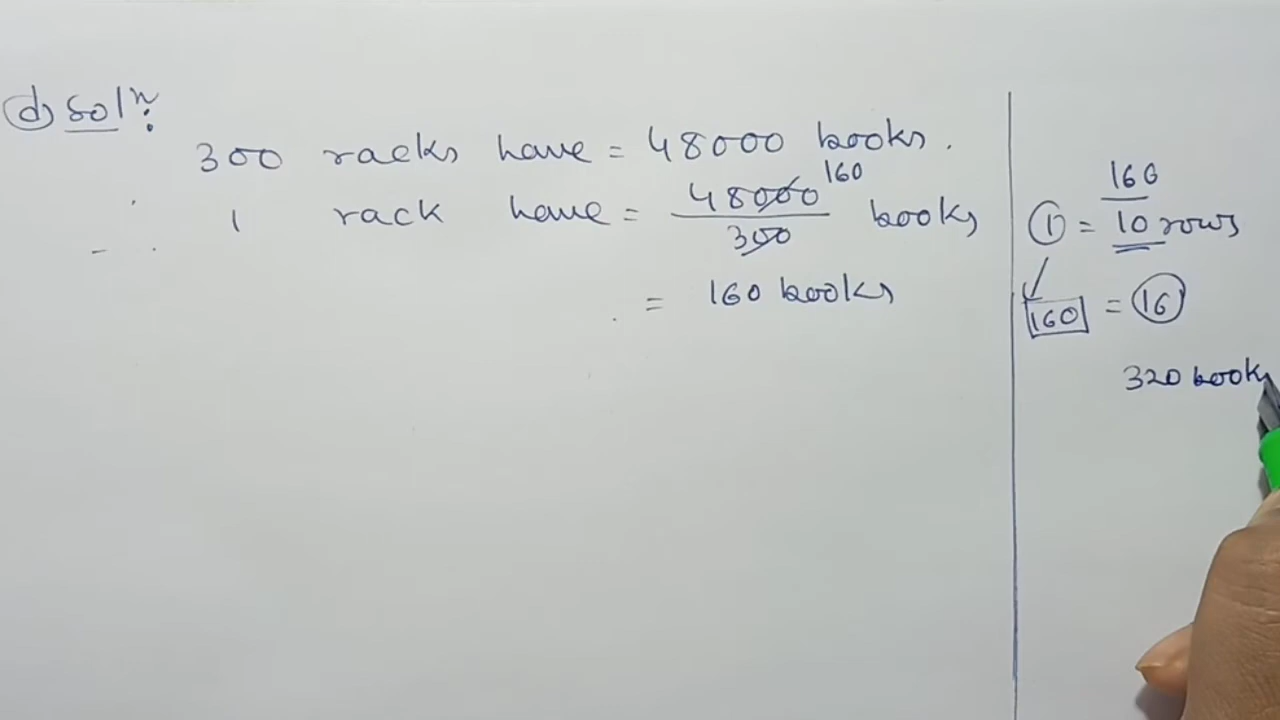 (d) Solⁿ:
300 racks have = 48000 books.
160
1 rack have = 48000/300 books
= 160 books
160
① = 10 rows
160 = 16
320 books